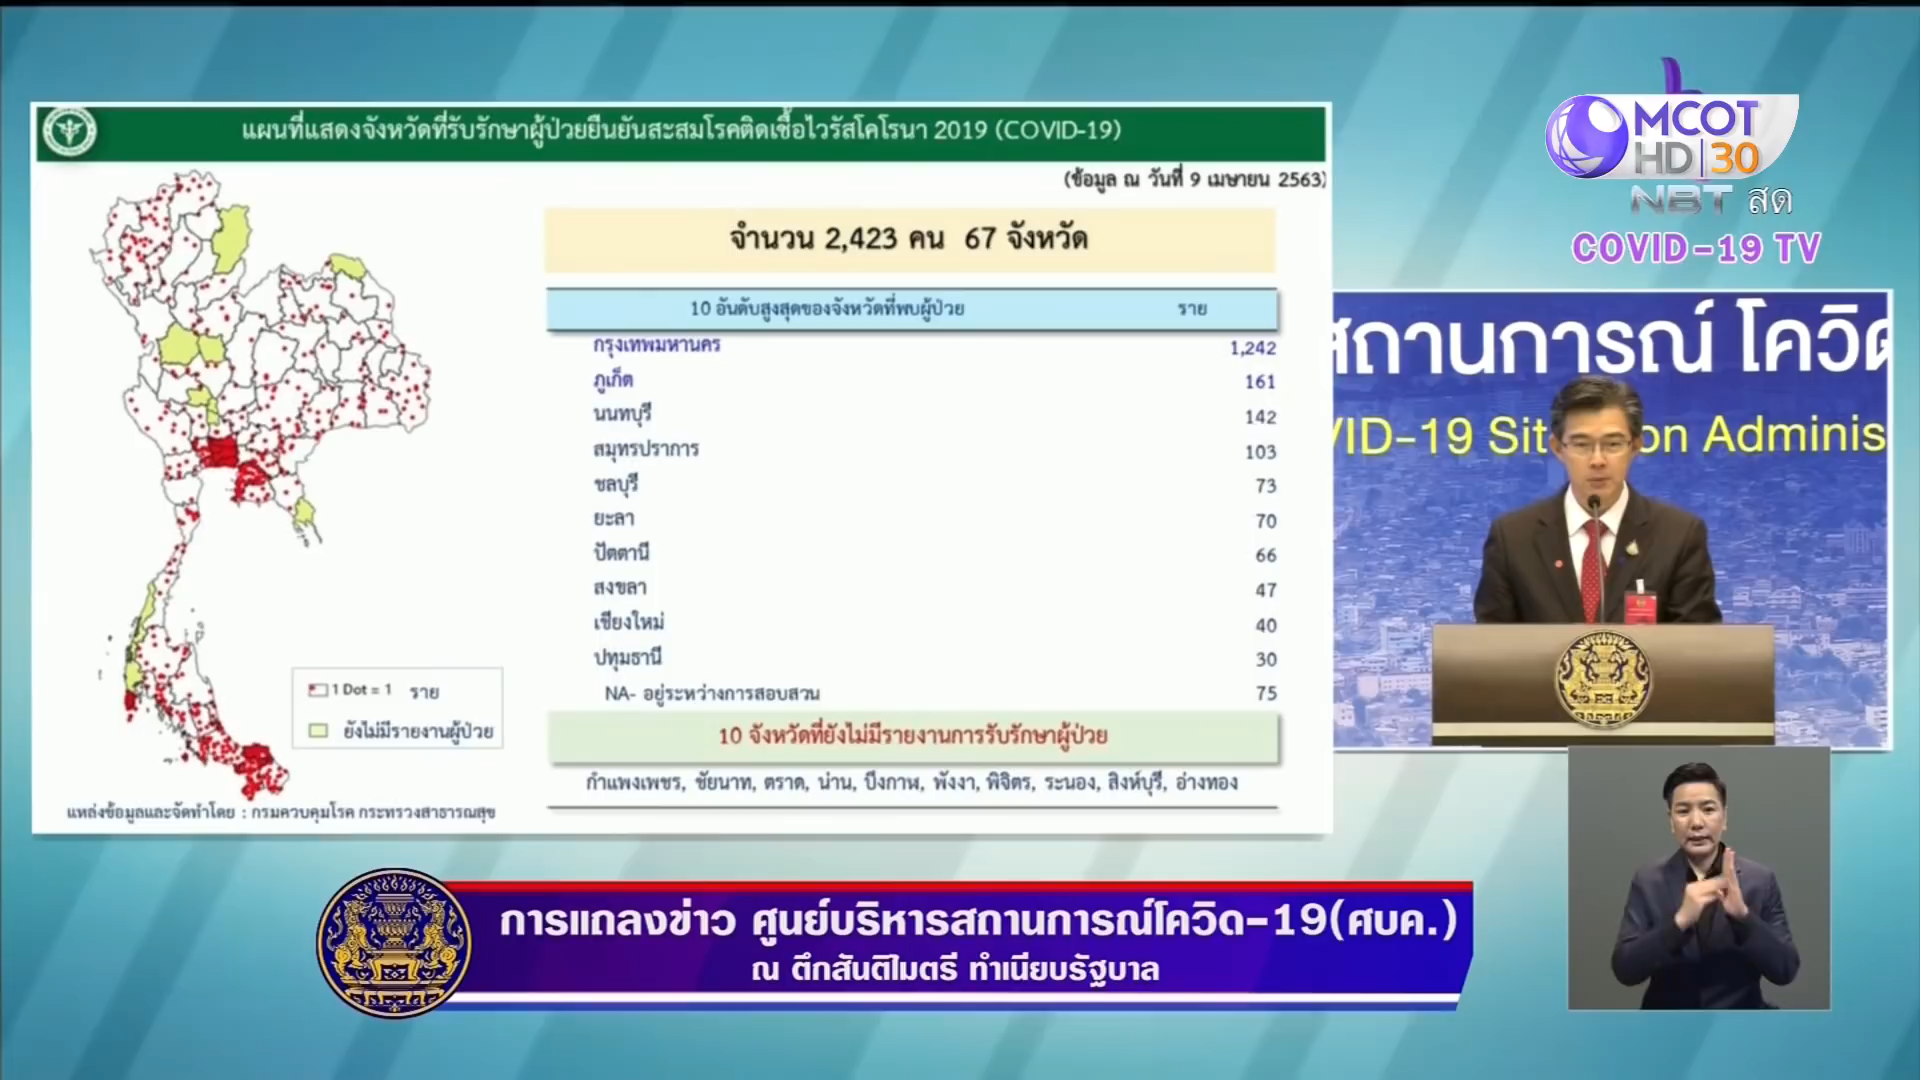 แผนที่แสดงจังหวัดที่รับรักษาผู้ป่วยยืนยันสะสมโรคติดเชื้อไวรัสโคโรนา 2019 (COVID-19)
(ข้อมูล ณ วันที่ 9 เมษายน 2563)
จำนวน 2,423 คน 67 จังหวัด
10 อันดับสูงสุดของจังหวัดที่พบผู้ป่วย ราย
กรุงเทพมหานคร 1,242
ภูเก็ต 161
นนทบุรี 142
สมุทรปราการ 103
ชลบุรี 73
ยะลา 70
ปัตตานี 66
สงขลา 47
เชียงใหม่ 40
ปทุมธานี 30
NA- อยู่ระหว่างการสอบสวน 75
10 จังหวัดที่ยังไม่มีรายงานการรับรักษาผู้ป่วย
กำแพงเพชร, ชัยนาท, ตราด, น่าน, บึงกาฬ, พังงา, พิจิตร, ระนอง, สิงห์บุรี, อ่างทอง
1 Dot = 1 ราย
ยังไม่มีรายงานผู้ป่วย
แหล่งข้อมูลและจัดทำโดย : กรมควบคุมโรค กระทรวงสาธารณสุข
MCOT
HD 30
NBT สด
COVID-19 TV
สถานการณ์ โควิด
VID-19 Sit on Adminis
การแถลงข่าว ศูนย์บริหารสถานการณ์โควิด-19(ศบค.)
ณ ตึกสันติไมตรี ทำเนียบรัฐบาล